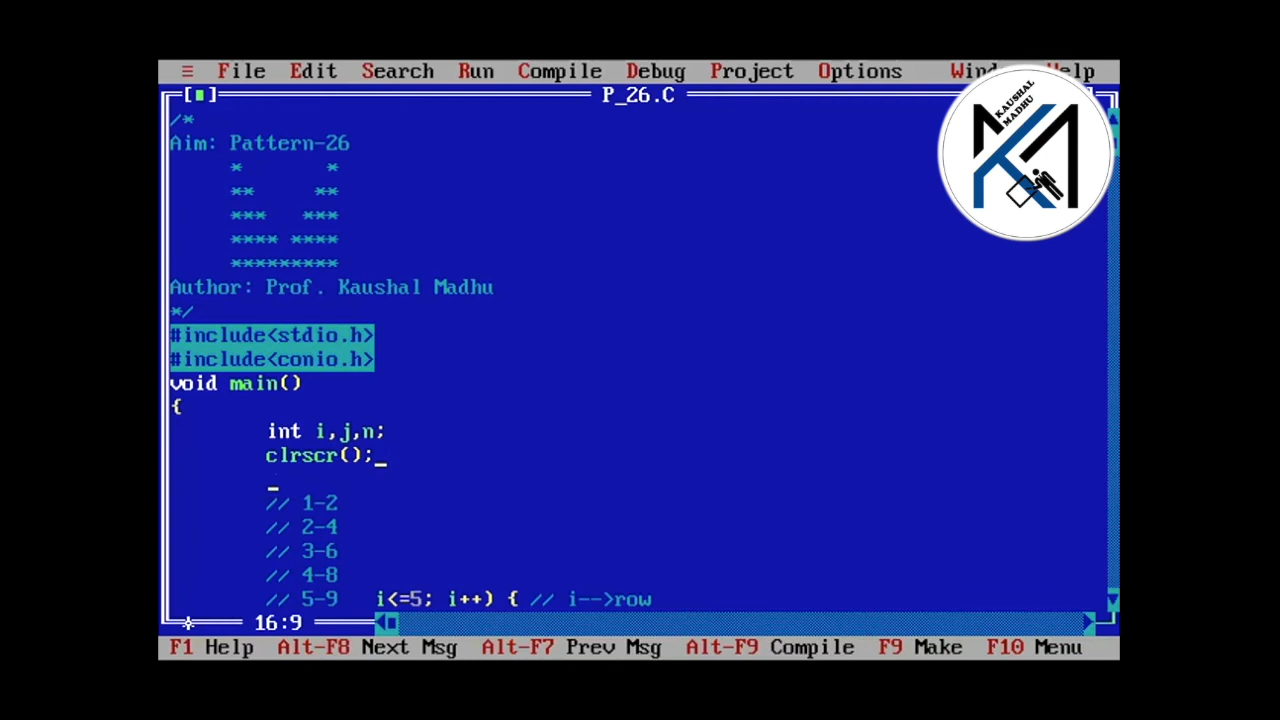 ≡ File Edit Search Run Compile Debug Project Options Wind Help
[■] P_26.C
KAUSHAL
MADHU
/*
Aim: Pattern-26
*       *
**     **
***   ***
**** ****
*********
Author: Prof. Kaushal Madhu
*/
#include<stdio.h>
#include<conio.h>
void main()
{
int i,j,n;
clrscr();_
_
// 1-2
// 2-4
// 3-6
// 4-8
// 5-9 i<=5; i++) { // i-->row
16:9
F1 Help Alt-F8 Next Msg Alt-F7 Prev Msg Alt-F9 Compile F9 Make F10 Menu